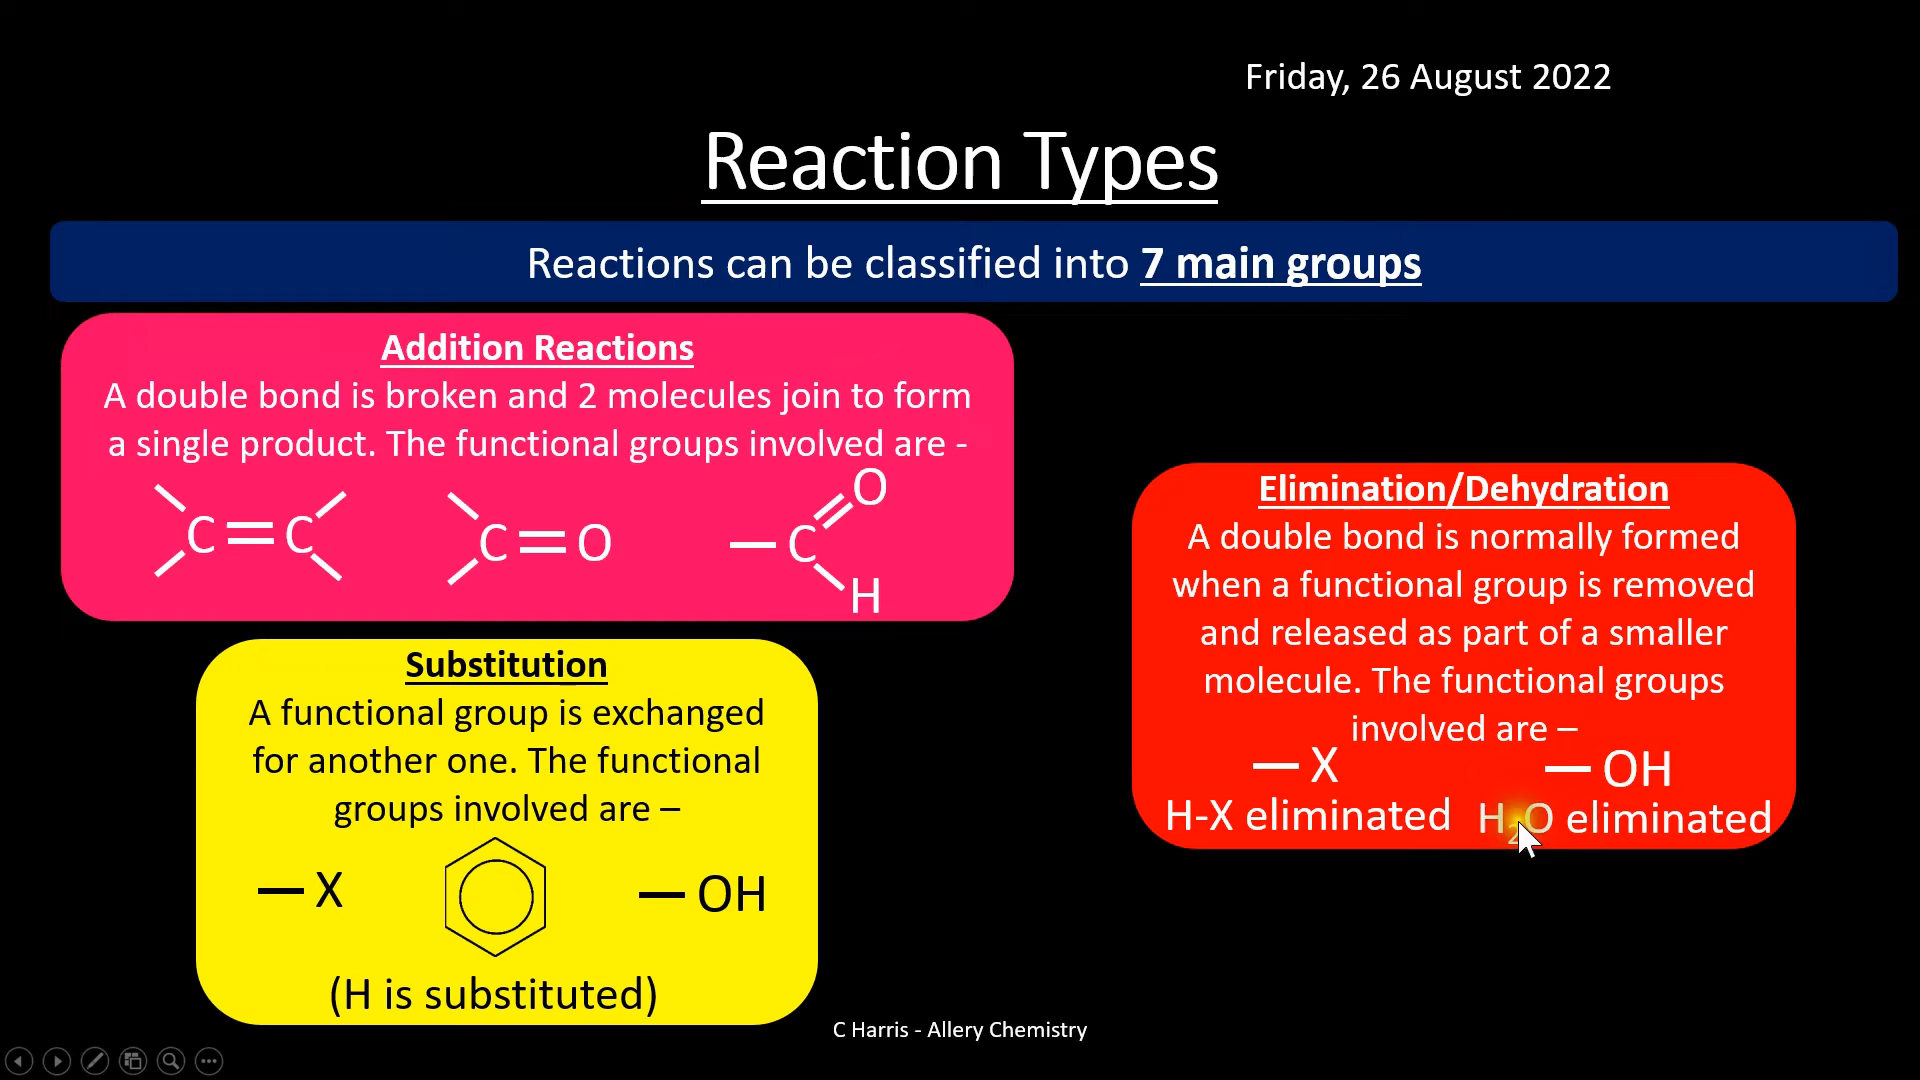 Friday, 26 August 2022
Reaction Types
Reactions can be classified into 7 main groups
Addition Reactions
A double bond is broken and 2 molecules join to form
a single product. The functional groups involved are -
C=C
C=O
—C
O
H
Substitution
A functional group is exchanged
for another one. The functional
groups involved are –
—X
—OH
(H is substituted)
Elimination/Dehydration
A double bond is normally formed
when a functional group is removed
and released as part of a smaller
molecule. The functional groups
involved are –
—X
—OH
H-X eliminated
H₂O eliminated
C Harris - Allery Chemistry